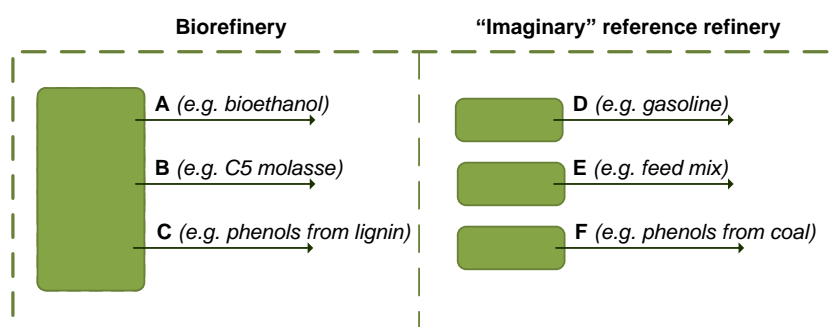 Biorefinery
“Imaginary” reference refinery
A (e.g. bioethanol)
D (e.g. gasoline)
B (e.g. C5 molasse)
E (e.g. feed mix)
C (e.g. phenols from lignin)
F (e.g. phenols from coal)